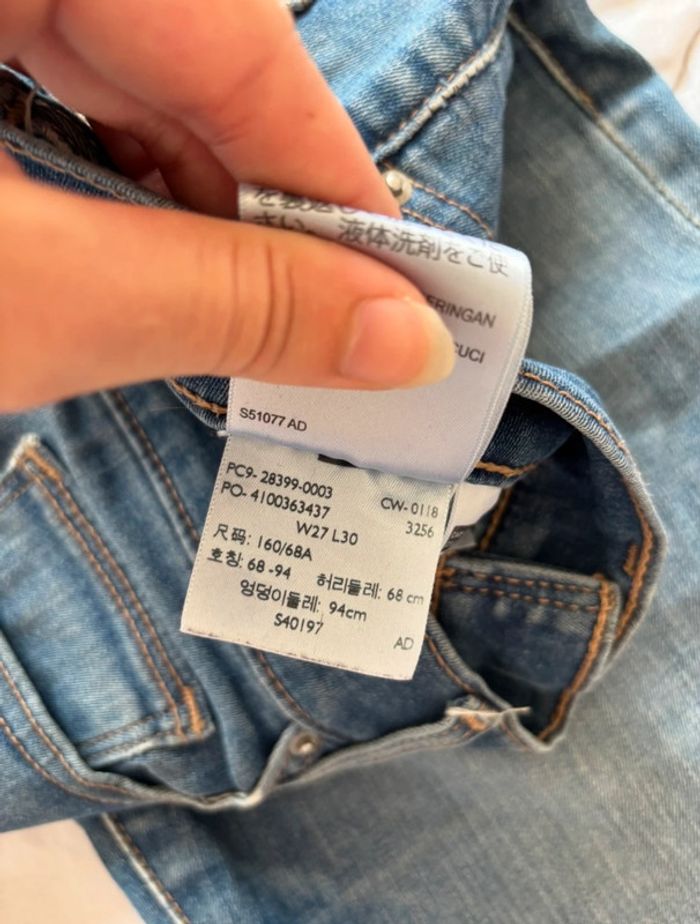 さい。液体洗剤をご使
ERINGAN
CUCI
S51077 AD
PC9- 28399-0003
PO- 4100363437
CW- 0118
3256
W27 L30
尺码: 160/68A
호칭: 68 -94 허리둘레: 68 cm
엉덩이둘레: 94cm
S40197
AD